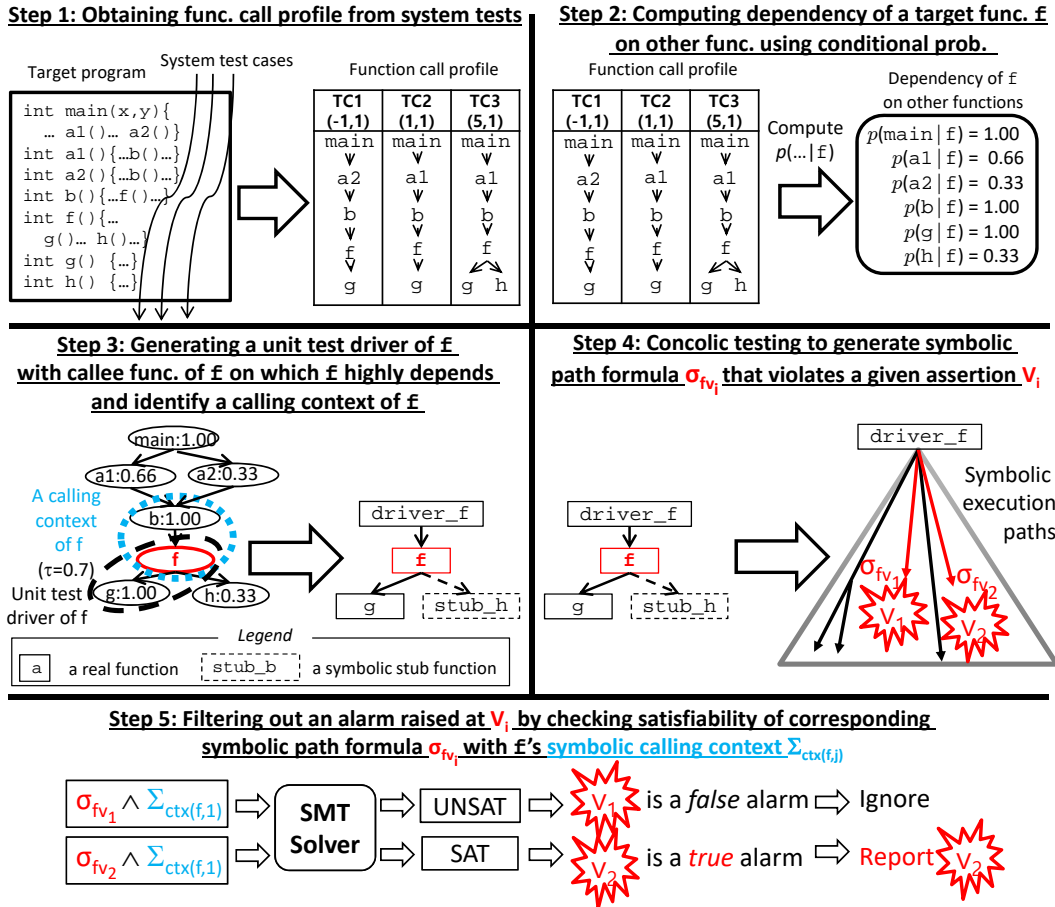 Step 1: Obtaining func. call profile from system tests
Target program
System test cases
int main(x,y){
… a1()… a2()}
int a1(){…b()…}
int a2(){…b()…}
int b(){…f()…}
int f(){…
g()… h()…}
int g() {…}
int h() {…}
Function call profile
TC1 TC2 TC3
(-1,1) (1,1) (5,1)
main main main
a2 a1 a1
b b b
f f f
g g g h
Step 2: Computing dependency of a target func. f
on other func. using conditional prob.
Function call profile
TC1 TC2 TC3
(-1,1) (1,1) (5,1)
main main main
a2 a1 a1
b b b
f f f
g g g h
Compute
p(…|f)
Dependency of f
on other functions
p(main|f) = 1.00
p(a1|f) = 0.66
p(a2|f) = 0.33
p(b|f) = 1.00
p(g|f) = 1.00
p(h|f) = 0.33
Step 3: Generating a unit test driver of f
with callee func. of f on which f highly depends
and identify a calling context of f
main:1.00
a1:0.66 a2:0.33
A calling
context
of f
(τ=0.7)
b:1.00
f
Unit test
driver of f
g:1.00 h:0.33
driver_f
f
g stub_h
Legend
a a real function stub_b a symbolic stub function
Step 4: Concolic testing to generate symbolic
path formula σfvi that violates a given assertion Vi
driver_f
f
g stub_h
driver_f
Symbolic
execution
paths
σfv1 σfv2
V1 V2
Step 5: Filtering out an alarm raised at Vi by checking satisfiability of corresponding
symbolic path formula σfvi with f's symbolic calling context Σctx(f,j)
σfv1 ∧ Σctx(f,1)
σfv2 ∧ Σctx(f,1)
SMT
Solver
UNSAT V1 is a false alarm Ignore
SAT V2 is a true alarm Report V2